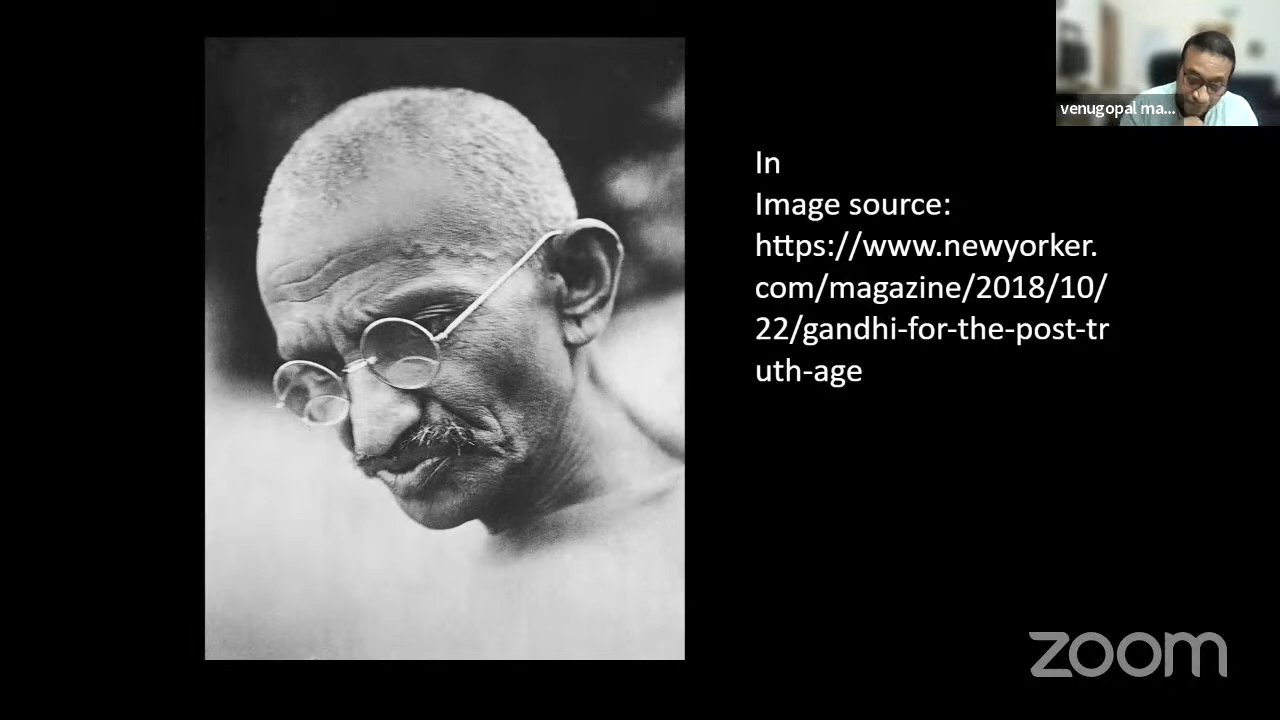 venugopal ma...
In
Image source:
https://www.newyorker.
com/magazine/2018/10/
22/gandhi-for-the-post-tr
uth-age
zoom